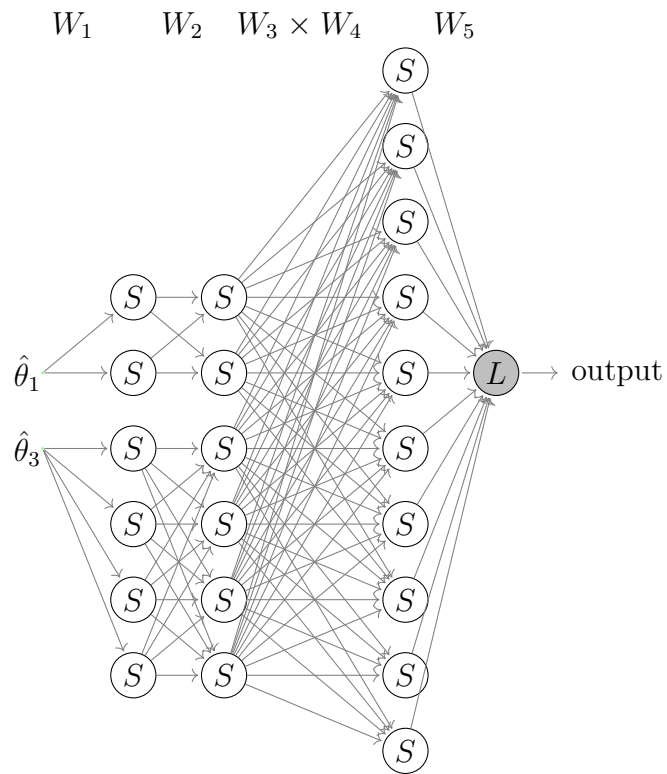 W₁ W₂ W₃ × W₄ W₅
S
S
S
S S S
θ̂₁ S S S L output
θ̂₃ S S S
S S S
S S S
S S S
S